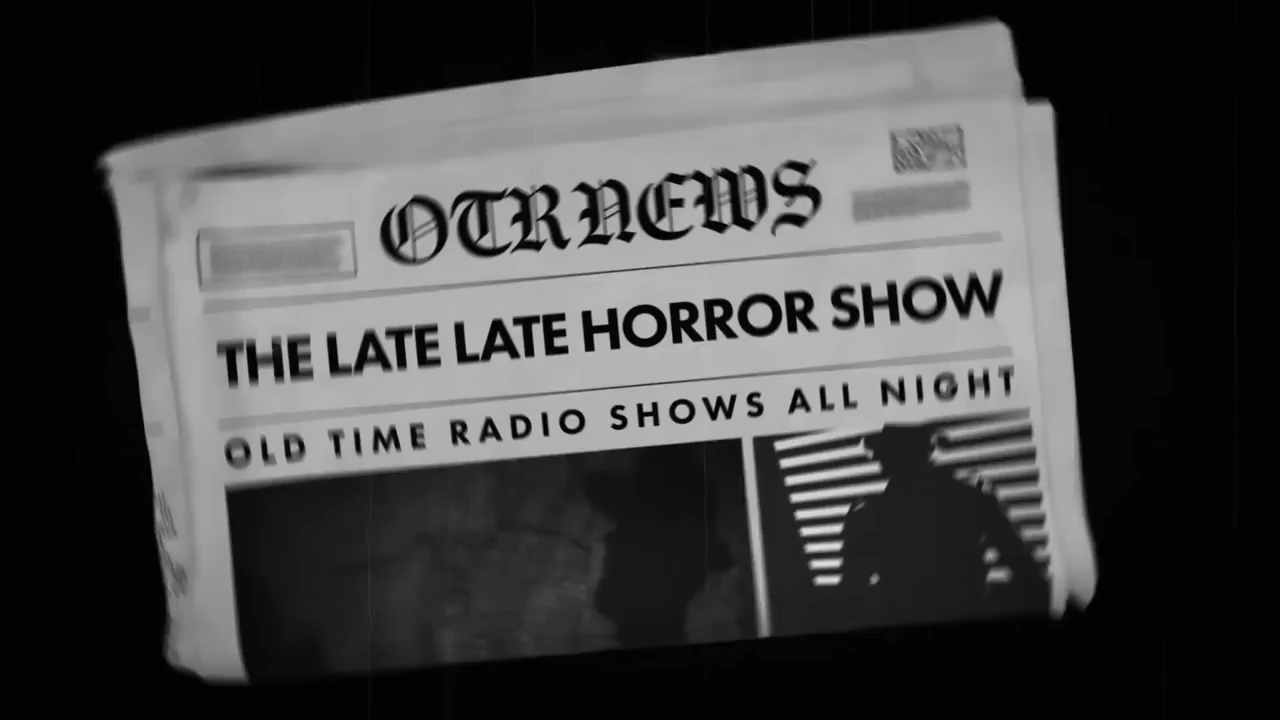 OTRNEWS
THE LATE LATE HORROR SHOW
OLD TIME RADIO SHOWS ALL NIGHT